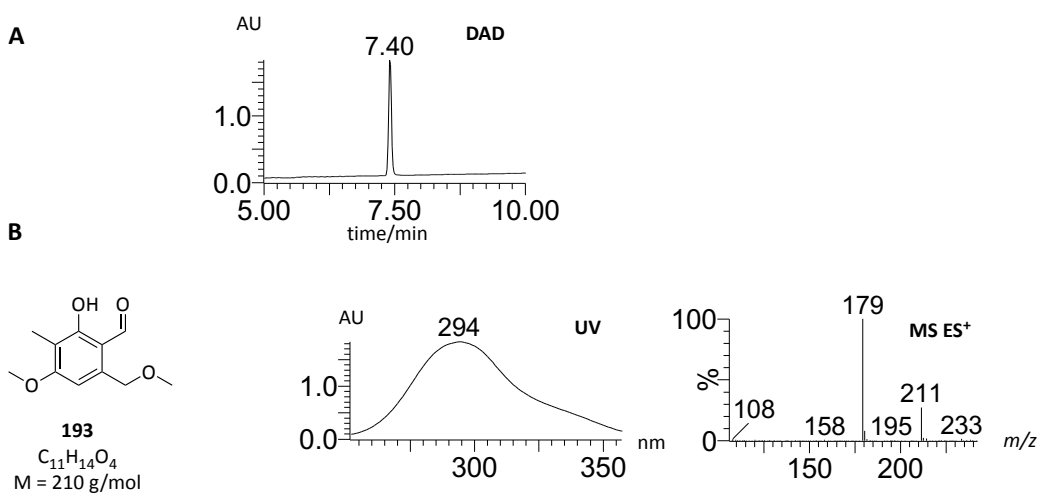 A
AU
DAD
7.40
1.0
0.0
5.00 7.50 10.00
time/min
B
OH O
O
O
193
C₁₁H₁₄O₄
M = 210 g/mol
AU
294
UV
1.0
0.0
300 350
nm
179
100
MS ES⁺
%
211
108
158 195 233
0
150 200
m/z